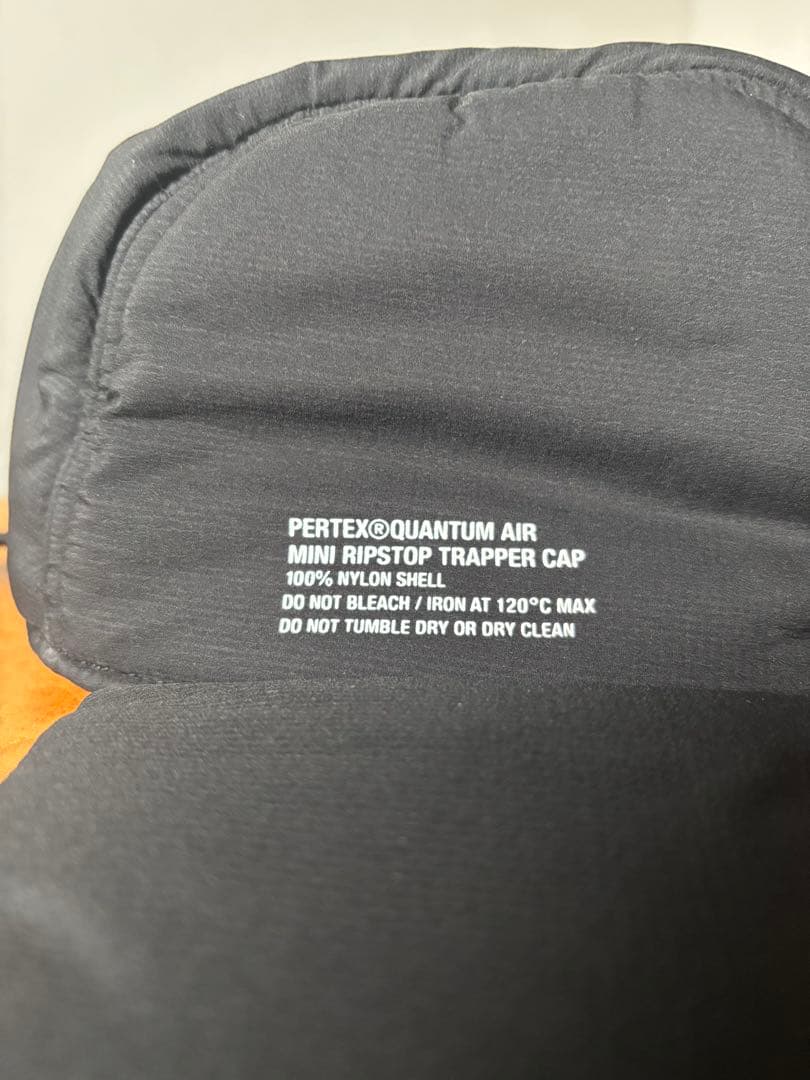 PERTEX®QUANTUM AIR
MINI RIPSTOP TRAPPER CAP
100% NYLON SHELL
DO NOT BLEACH / IRON AT 120°C MAX
DO NOT TUMBLE DRY OR DRY CLEAN